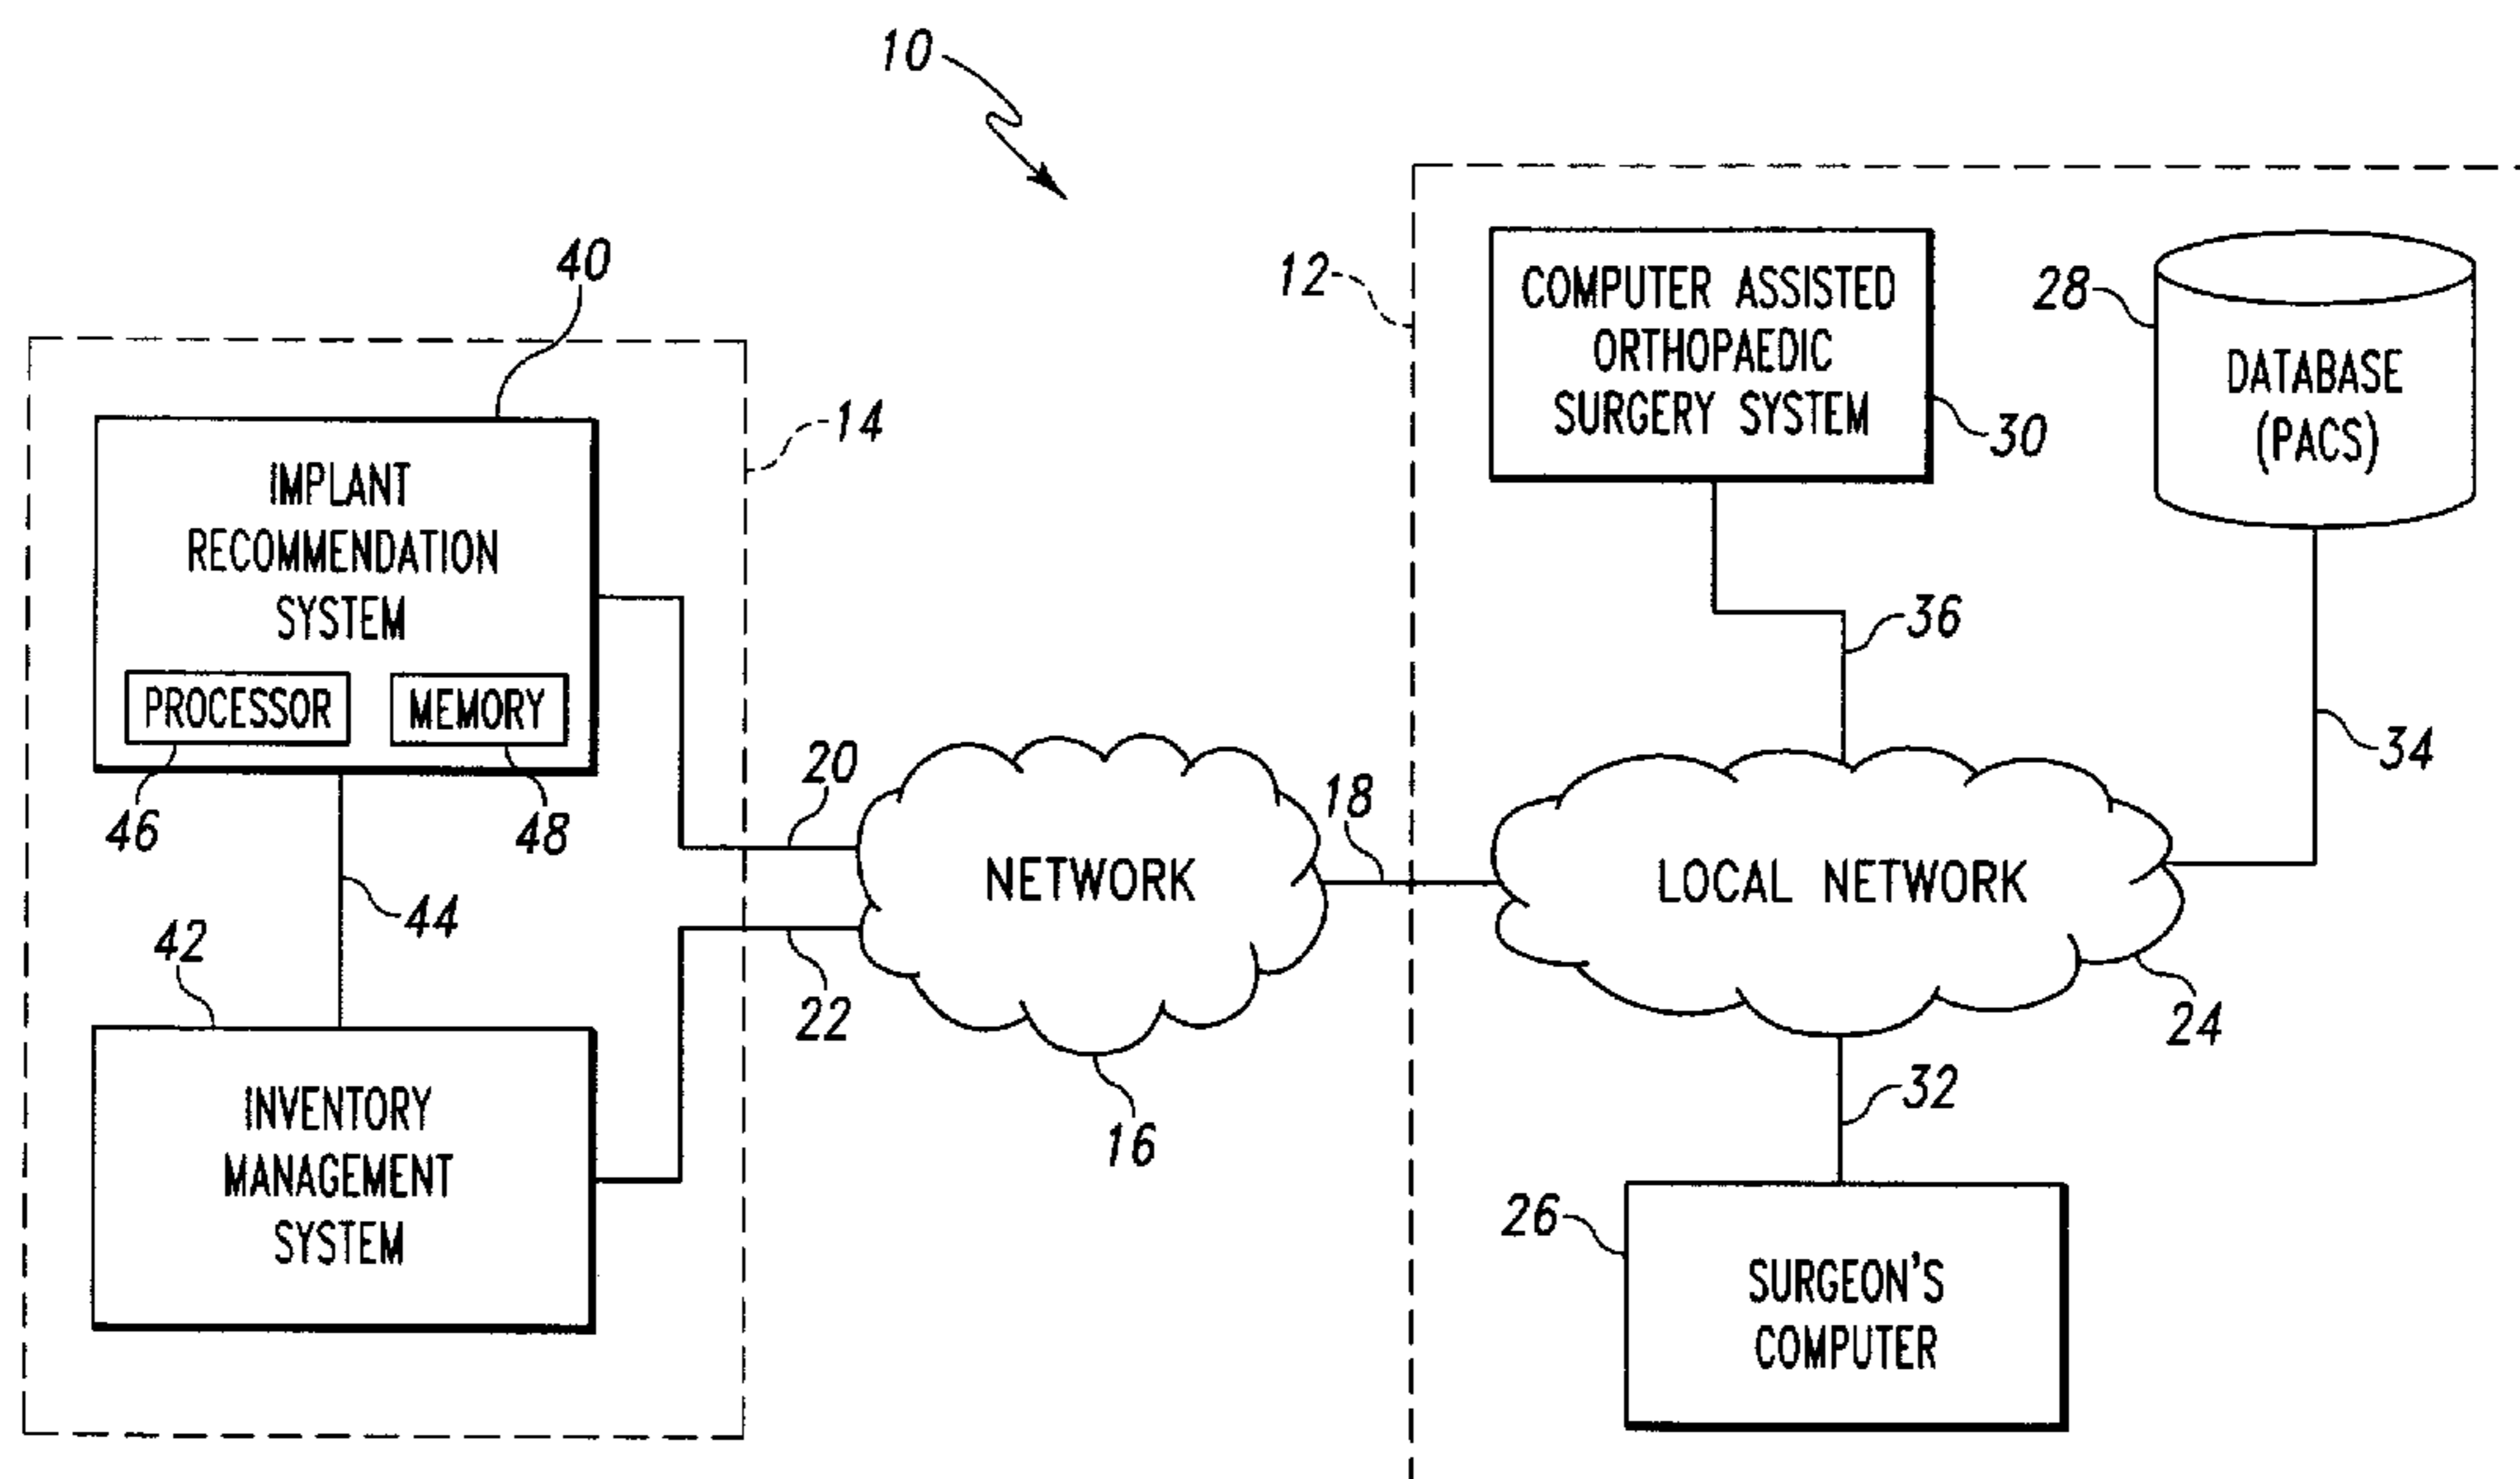 10
40
14
IMPLANT
RECOMMENDATION
SYSTEM
PROCESSOR
MEMORY
46
48
44
42
INVENTORY
MANAGEMENT
SYSTEM
20
22
NETWORK
16
18
12
COMPUTER ASSISTED
ORTHOPAEDIC
SURGERY SYSTEM
30
28
DATABASE
(PACS)
36
34
LOCAL NETWORK
24
32
26
SURGEON'S
COMPUTER